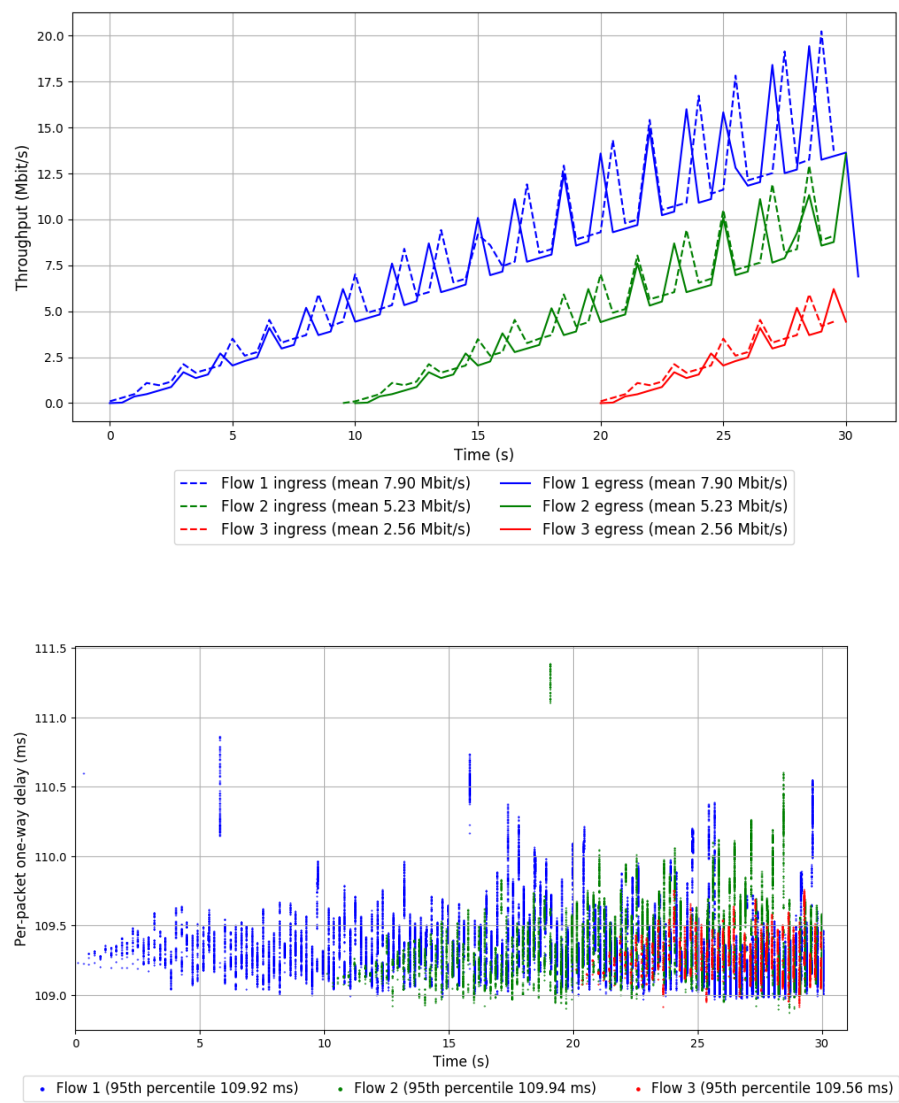 20.0
17.5
15.0
12.5
10.0
7.5
5.0
2.5
0.0
Throughput (Mbit/s)
0 5 10 15 20 25 30
Time (s)
Flow 1 ingress (mean 7.90 Mbit/s) Flow 1 egress (mean 7.90 Mbit/s)
Flow 2 ingress (mean 5.23 Mbit/s) Flow 2 egress (mean 5.23 Mbit/s)
Flow 3 ingress (mean 2.56 Mbit/s) Flow 3 egress (mean 2.56 Mbit/s)
111.5
111.0
110.5
110.0
109.5
109.0
Per-packet one-way delay (ms)
0 5 10 15 20 25 30
Time (s)
Flow 1 (95th percentile 109.92 ms) Flow 2 (95th percentile 109.94 ms) Flow 3 (95th percentile 109.56 ms)